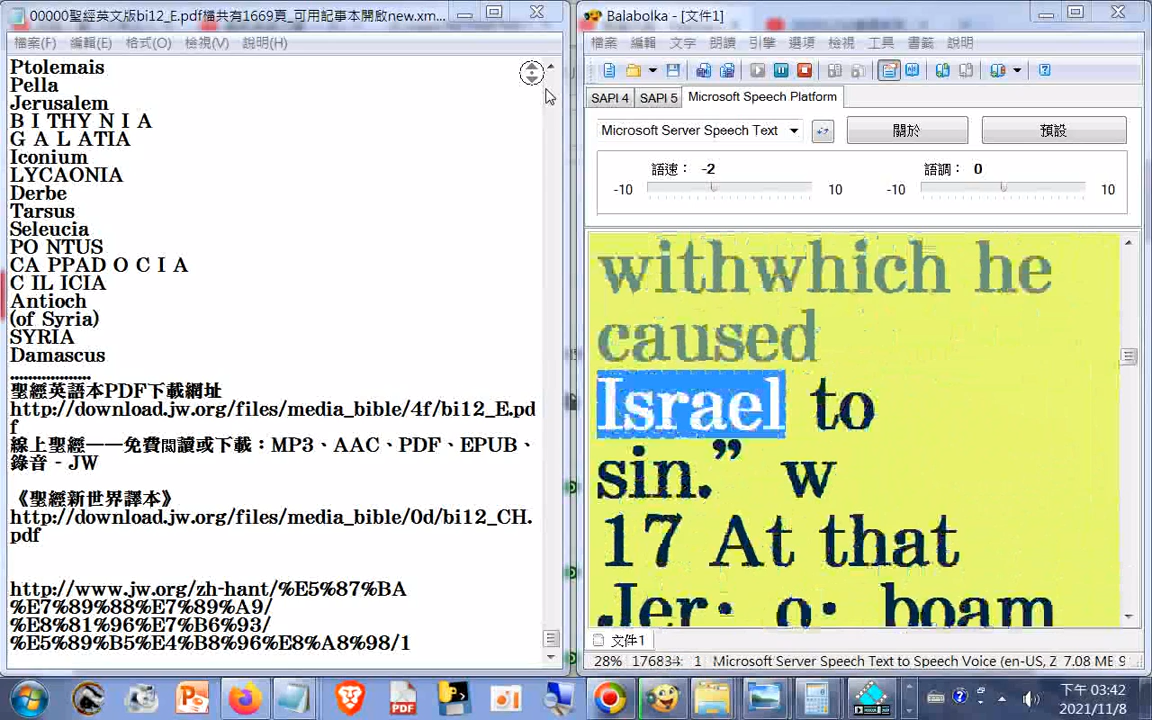 00000聖經英文版bi12_E.pdf檔共有1669頁_可用記事本開啟new.xm...
檔案(F) 編輯(E) 格式(O) 檢視(V) 說明(H)
Ptolemais
Pella
Jerusalem
B I THY N I A
G A L ATIA
Iconium
LYCAONIA
Derbe
Tarsus
Seleucia
PO NTUS
CA PPAD O C I A
C IL ICIA
Antioch
(of Syria)
SYRIA
Damascus
..................
聖經英語本PDF下載網址
http://download.jw.org/files/media_bible/4f/bi12_E.pd
f
線上聖經——免費閱讀或下載：MP3、AAC、PDF、EPUB、
錄音 - JW
《聖經新世界譯本》
http://download.jw.org/files/media_bible/0d/bi12_CH.
pdf
http://www.jw.org/zh-hant/%E5%87%BA
%E7%89%88%E7%89%A9/
%E8%81%96%E7%B6%93/
%E5%89%B5%E4%B8%96%E8%A8%98/1
Balabolka - [文件1]
檔案 編輯 文字 朗讀 引擎 選項 檢視 工具 書籤 說明
SAPI 4 SAPI 5 Microsoft Speech Platform
Microsoft Server Speech Text 關於 預設
語速： -2 語調： 0
-10 10 -10 10
withwhich he
caused
Israel to
sin.” w
17 At that
Jer· o· boam
文件1
28% 176834: 1 Microsoft Server Speech Text to Speech Voice (en-US, Z 7.08 MB 9
下午 03:42
2021/11/8